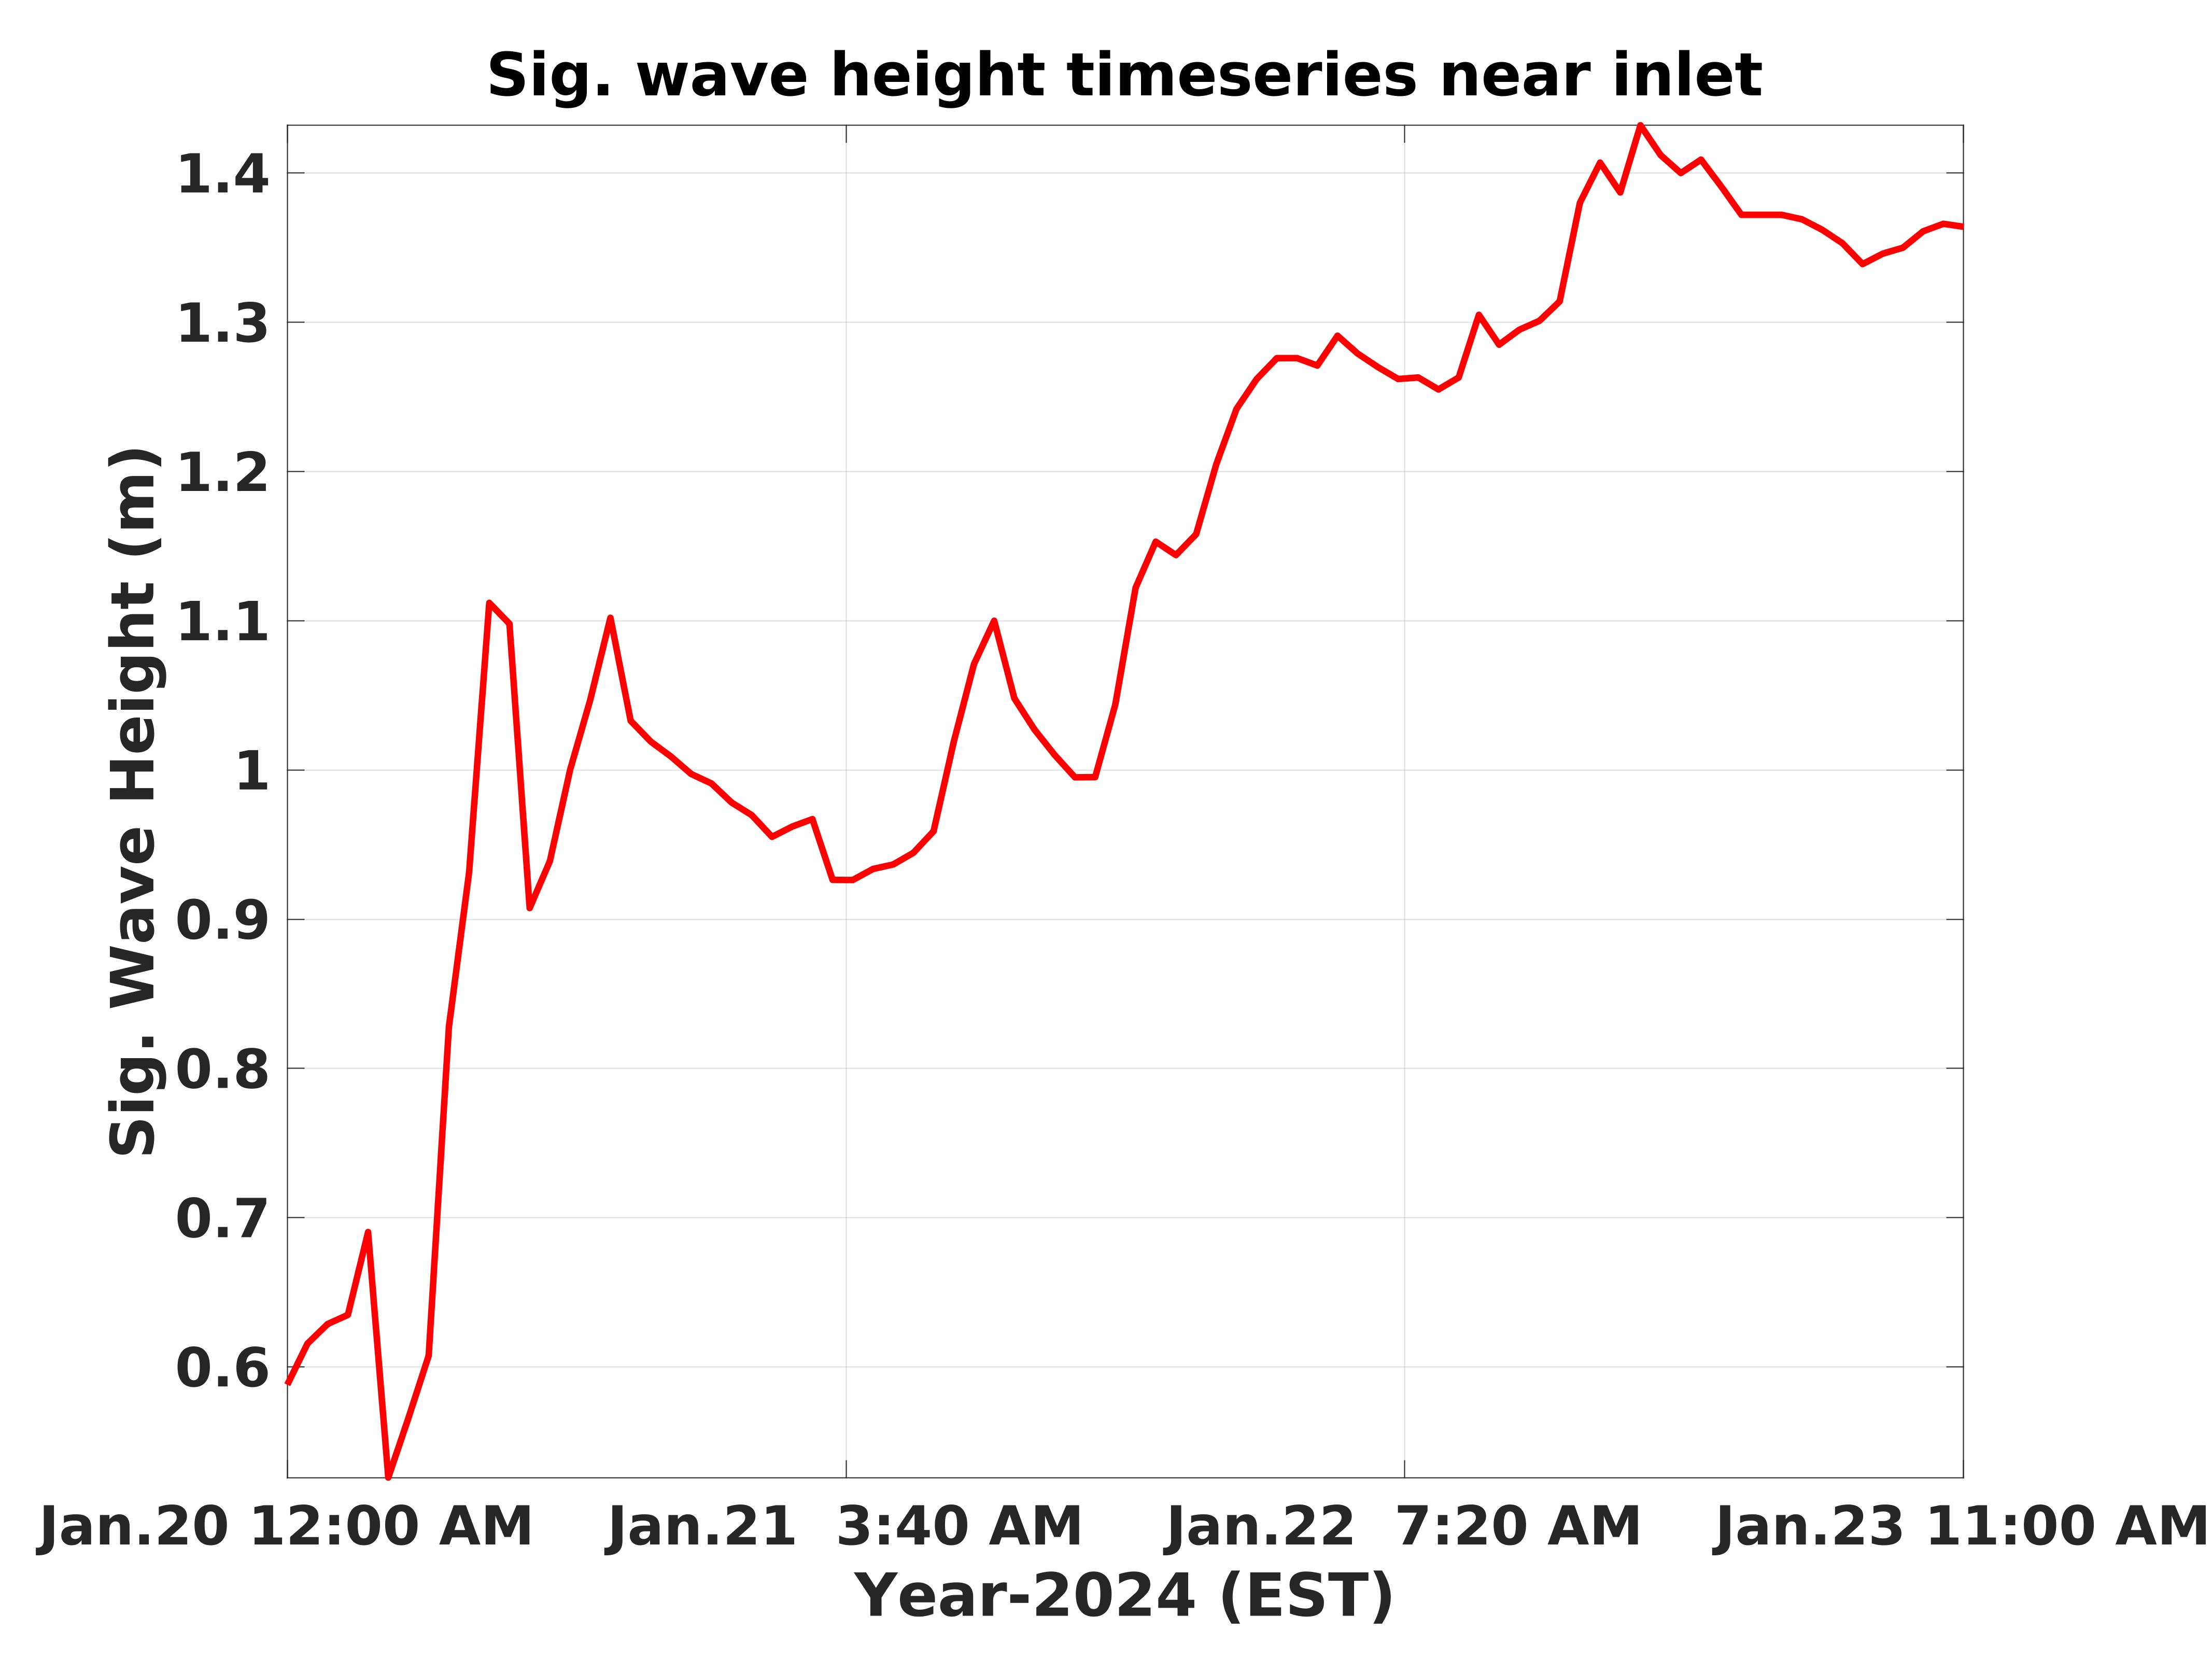 Sig. wave height timeseries near inlet
Sig. Wave Height (m)
1.4
1.3
1.2
1.1
1
0.9
0.8
0.7
0.6
Jan.20 12:00 AM Jan.21 3:40 AM Jan.22 7:20 AM Jan.23 11:00 AM
Year-2024 (EST)